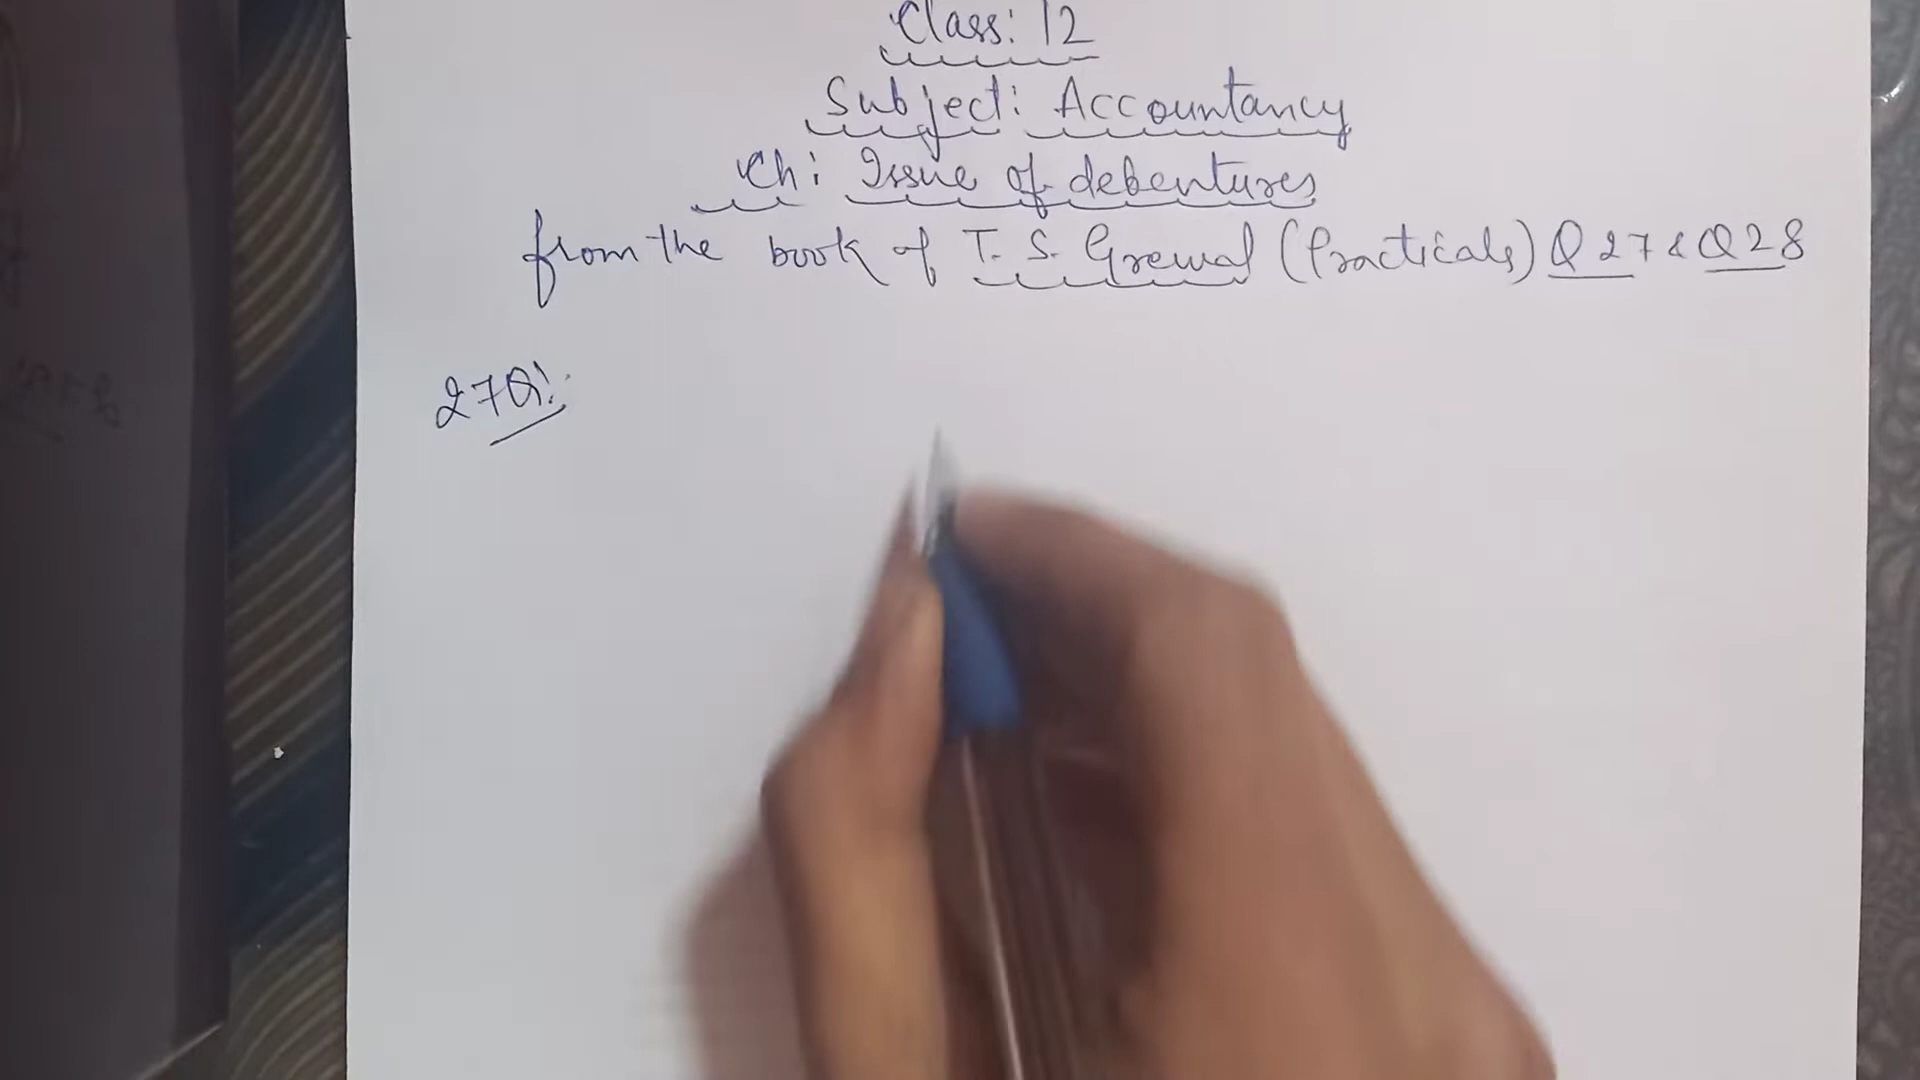 Class: 12
Subject: Accountancy
Ch: Issue of debentures
from the book of T. S. Grewal (Practicals) Q 27 & Q 28
27Q!: